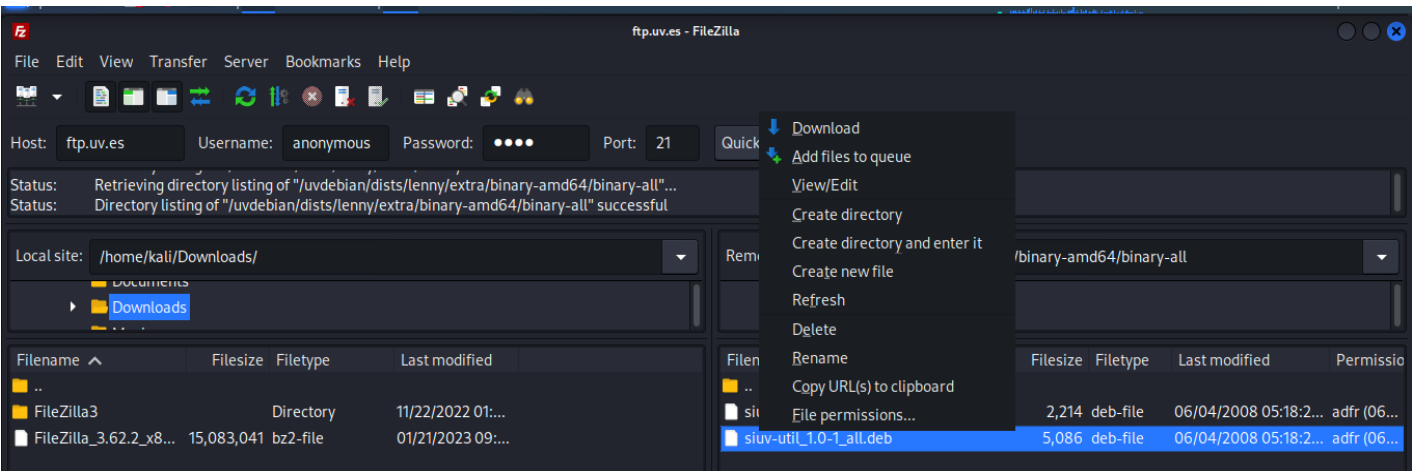 ftp.uv.es - FileZilla
File Edit View Transfer Server Bookmarks Help
Host: ftp.uv.es Username: anonymous Password: •••• Port: 21 Quick
Status: Retrieving directory listing of "/uvdebian/dists/lenny/extra/binary-amd64/binary-all"...
Status: Directory listing of "/uvdebian/dists/lenny/extra/binary-amd64/binary-all" successful
Download
Add files to queue
View/Edit
Create directory
Create directory and enter it
Create new file
Refresh
Delete
Rename
Copy URL(s) to clipboard
File permissions...
Local site: /home/kali/Downloads/
Documents
Downloads
Filename Filesize Filetype Last modified
..
FileZilla3 Directory 11/22/2022 01:...
FileZilla_3.62.2_x8... 15,083,041 bz2-file 01/21/2023 09:...
Rem /binary-amd64/binary-all
Filen Filesize Filetype Last modified Permissio
..
siu 2,214 deb-file 06/04/2008 05:18:2... adfr (06...
siuv-util_1.0-1_all.deb 5,086 deb-file 06/04/2008 05:18:2... adfr (06...